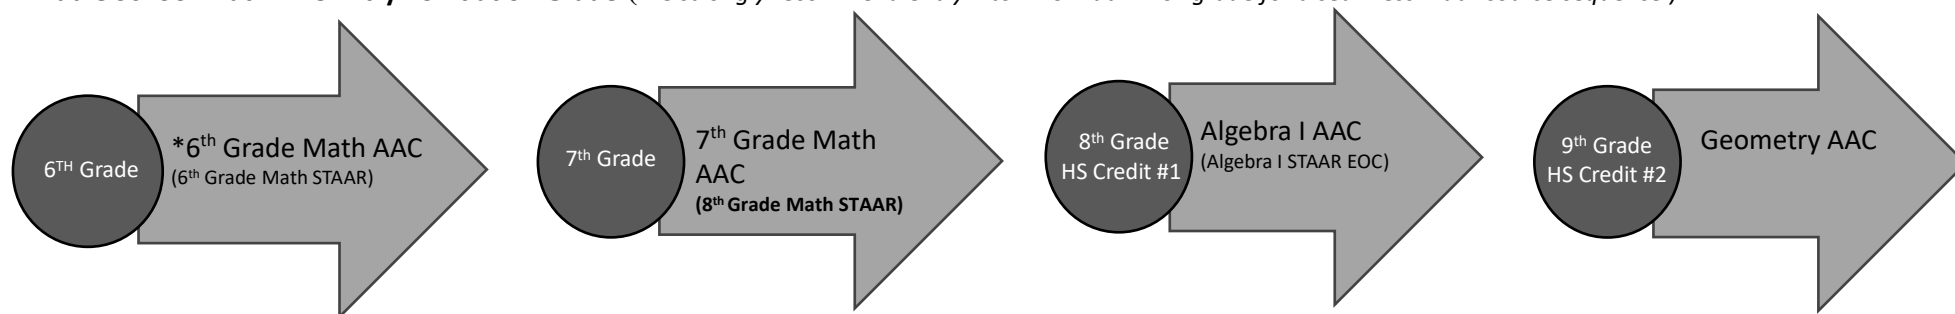 6TH Grade
*6th Grade Math AAC
(6th Grade Math STAAR)
7th Grade
7th Grade Math
AAC
(8th Grade Math STAAR)
8th Grade
HS Credit #1
Algebra I AAC
(Algebra I STAAR EOC)
9th Grade
HS Credit #2
Geometry AAC